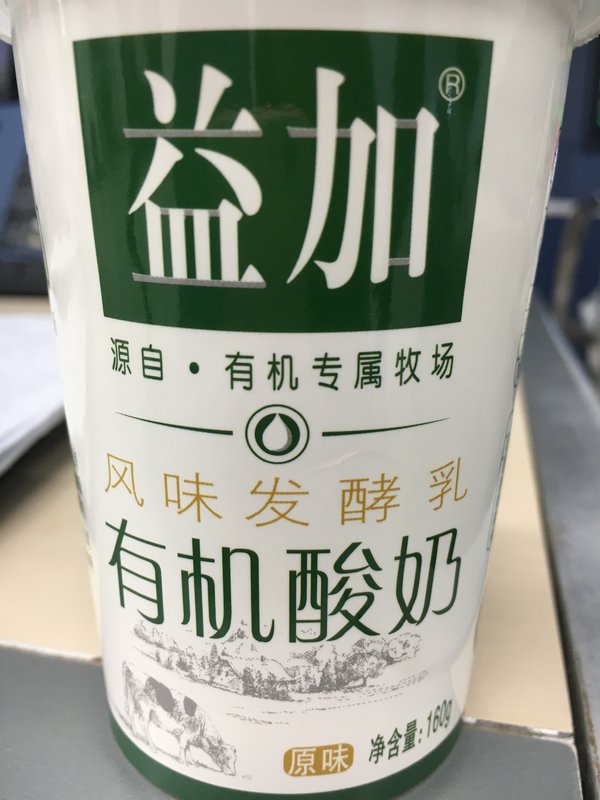 益加®
源自·有机专属牧场
风味发酵乳
有机酸奶
原味
净含量:160g